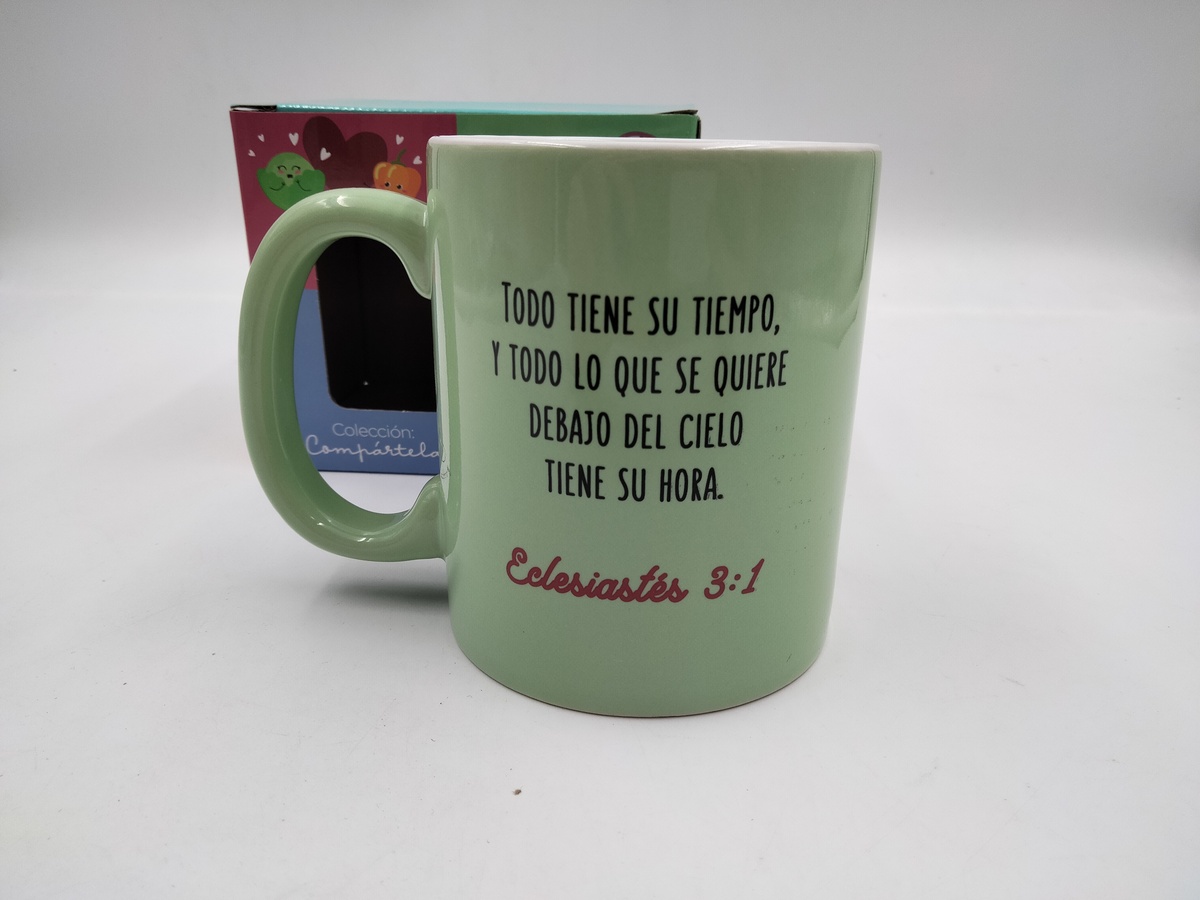 Todo tiene su tiempo,
y todo lo que se quiere
debajo del cielo
tiene su hora.
Eclesiastés 3:1
Colección:
Compártela